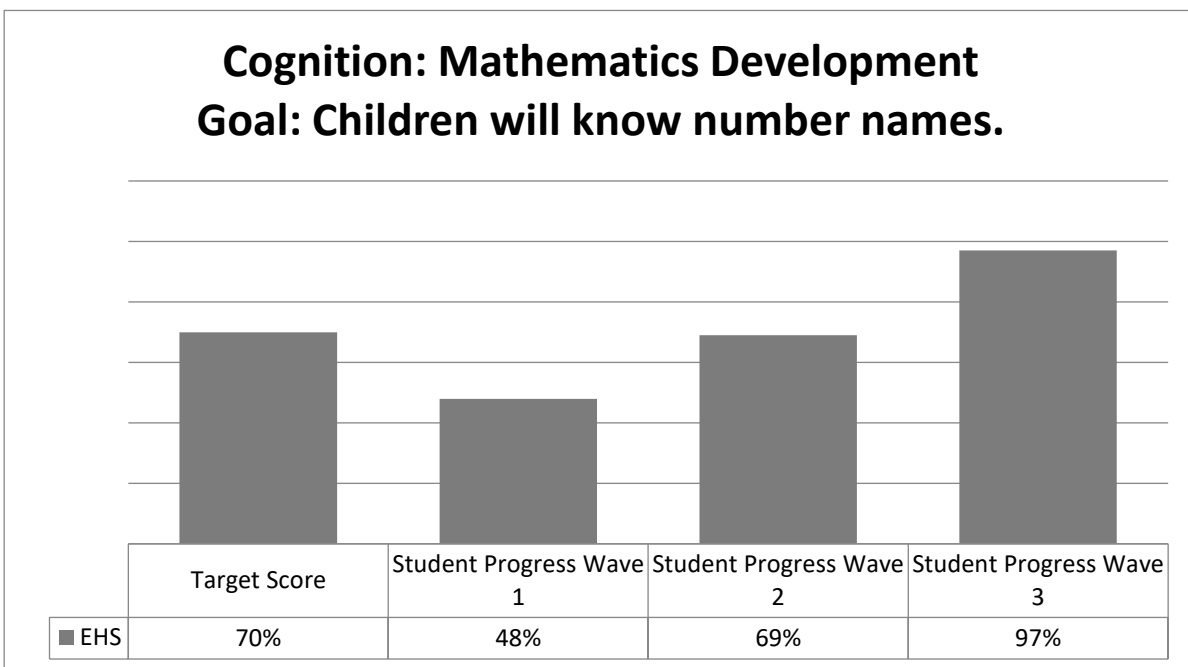 Cognition: Mathematics Development
Goal: Children will know number names.
Target Score
Student Progress Wave 1
Student Progress Wave 2
Student Progress Wave 3
EHS 70% 48% 69% 97%